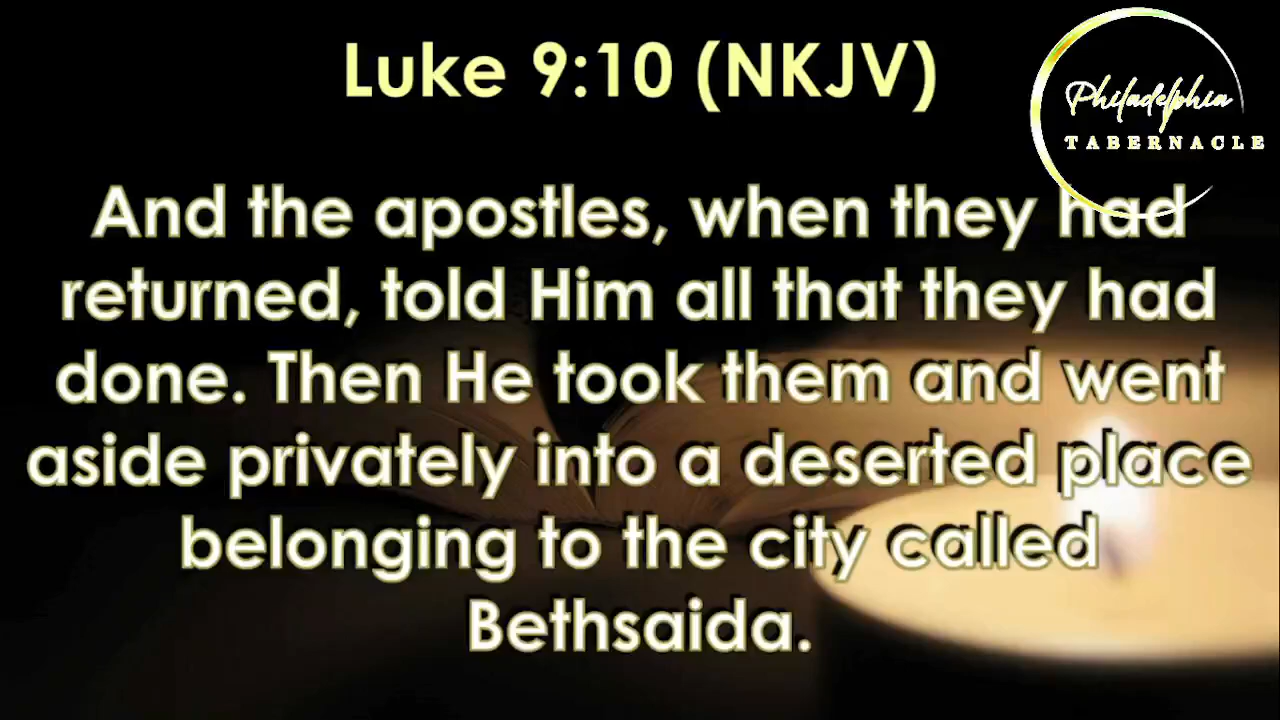 Luke 9:10 (NKJV)
Philadelphia
TABERNACLE
And the apostles, when they had
returned, told Him all that they had
done. Then He took them and went
aside privately into a deserted place
belonging to the city called
Bethsaida.